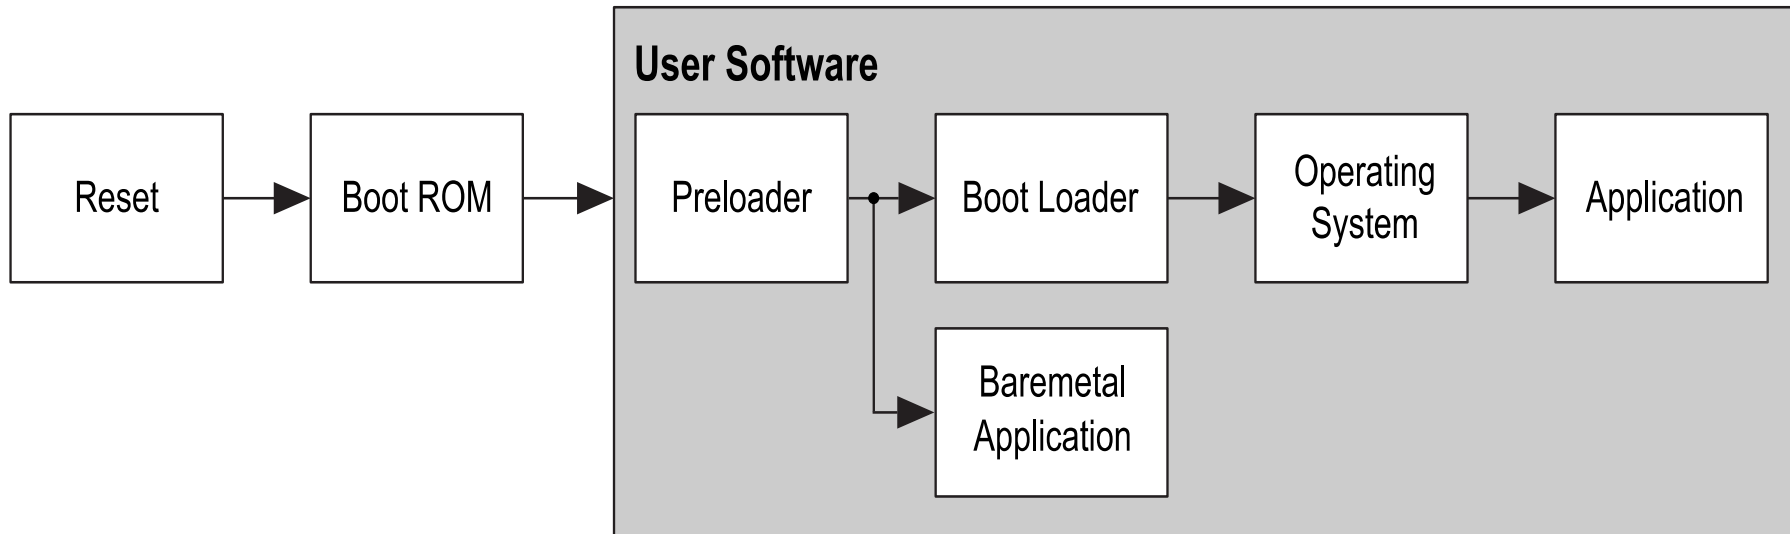 User Software
Reset
Boot ROM
Preloader
Boot Loader
Operating
System
Application
Baremetal
Application